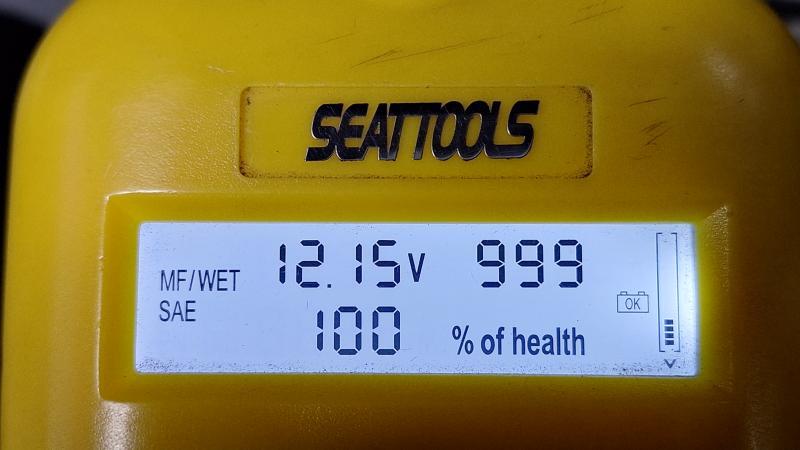 SEATTOOLS
MF/WET 12.15V 999
SAE 100 % of health
OK